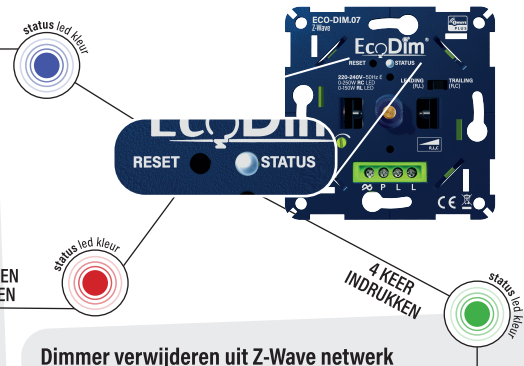 status led kleur
ECO-DIM.07
Z-Wave
EcoDim®
RESET
STATUS
220-240V~50Hz
0-250W RC LED
0-150W RL LED
LEADING
(R,L)
TRAILING
(R,C)
R,L,C
P L L
CE
RESET
STATUS
status led kleur
EN
EN
4 KEER
INDRUKKEN
status led kleur
Dimmer verwijderen uit Z-Wave netwerk